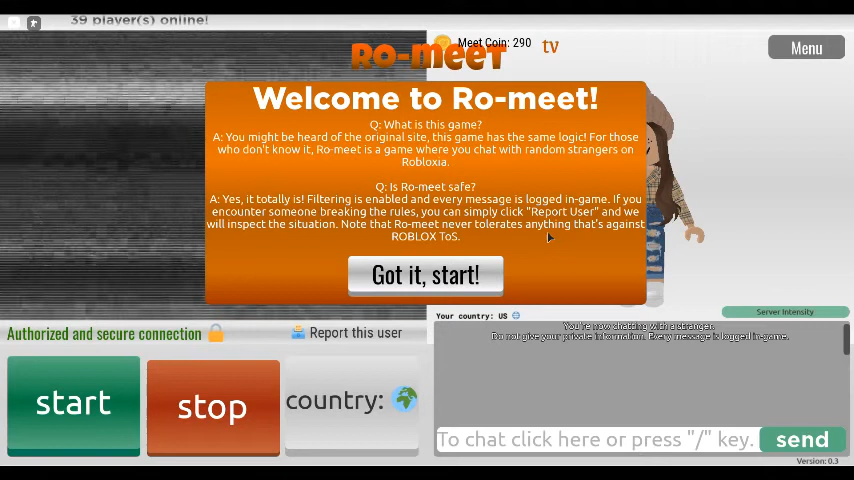 39 player(s) online!
Meet Coin: 290
tv
Menu
Ro-meet
Welcome to Ro-meet!
Q: What is this game?
A: You might be heard of the original site, this game has the same logic! For those
who don't know it, Ro-meet is a game where you chat with random strangers on
Robloxia.
Q: Is Ro-meet safe?
A: Yes, it totally is! Filtering is enabled and every message is logged in-game. If you
encounter someone breaking the rules, you can simply click "Report User" and we
will inspect the situation. Note that Ro-meet never tolerates anything that's against
ROBLOX ToS.
Got it, start!
Your country: US
Server Intensity
Authorized and secure connection
Report this user
You're now chatting with a stranger.
Do not give your private information. Every message is logged in-game.
start
stop
country:
To chat click here or press "/" key.
send
Version: 0.3